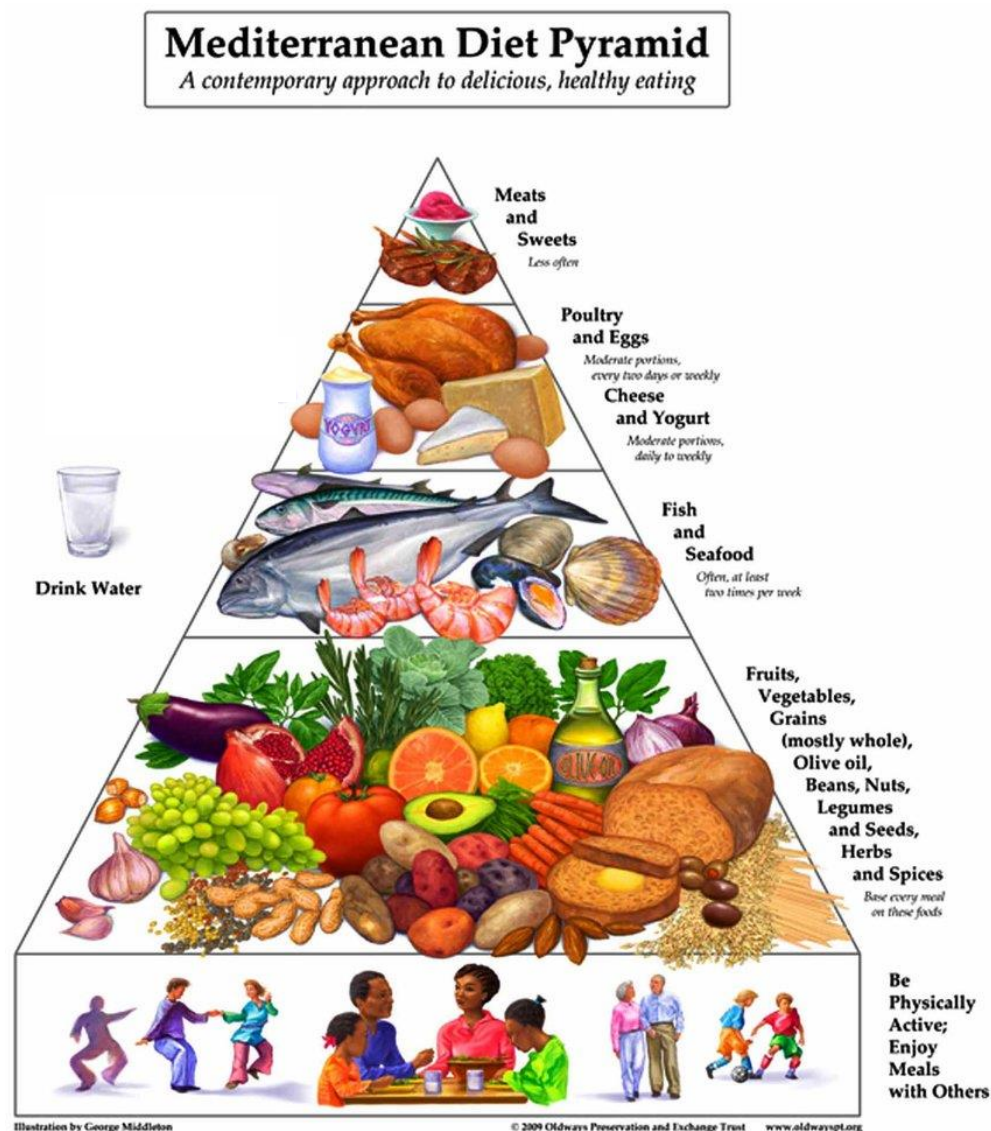 Mediterranean Diet Pyramid
A contemporary approach to delicious, healthy eating
Meats
and
Sweets
Less often
Poultry
and Eggs
Moderate portions,
every two days or weekly
Cheese
and Yogurt
Moderate portions,
daily to weekly
YOGURT
Fish
and
Seafood
Often, at least
two times per week
Drink Water
Fruits,
Vegetables,
Grains
(mostly whole),
Olive oil,
Beans, Nuts,
Legumes
and Seeds,
Herbs
and Spices
Base every meal
on these foods
OLIVE OIL
Be
Physically
Active;
Enjoy
Meals
with Others
Illustration by George Middleton
© 2009 Oldways Preservation and Exchange Trust
www.oldwayspt.org